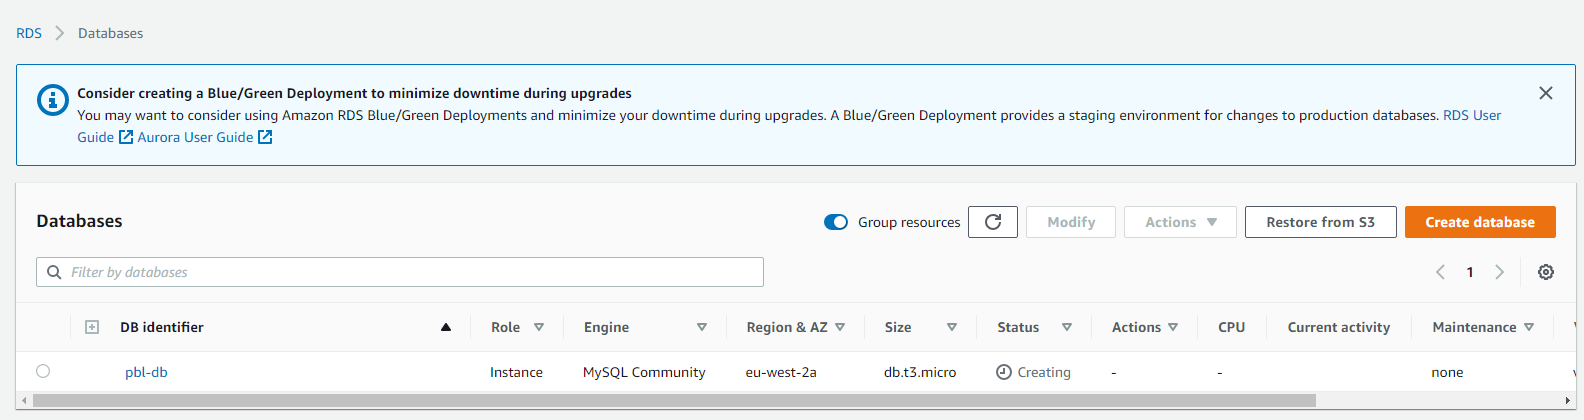 RDS > Databases
Consider creating a Blue/Green Deployment to minimize downtime during upgrades
You may want to consider using Amazon RDS Blue/Green Deployments and minimize your downtime during upgrades. A Blue/Green Deployment provides a staging environment for changes to production databases. RDS User
Guide Aurora User Guide
Databases Group resources Modify Actions Restore from S3 Create database
Filter by databases 1
DB identifier Role Engine Region & AZ Size Status Actions CPU Current activity Maintenance
pbl-db Instance MySQL Community eu-west-2a db.t3.micro Creating - - none